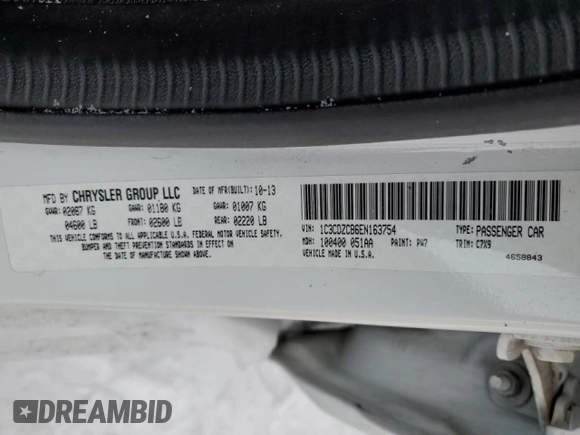 MFD BY CHRYSLER GROUP LLC DATE OF MFR(BUILT): 10-13
GVWR: 02087 KG GAWR: 01180 KG GAWR: 01007 KG
04600 LB FRONT: 02600 LB REAR: 02220 LB
THIS VEHICLE CONFORMS TO ALL APPLICABLE U.S.A. FEDERAL MOTOR VEHICLE SAFETY,
BUMPER AND THEFT PREVENTION STANDARDS IN EFFECT ON
THE DATE OF MANUFACTURE SHOWN ABOVE.
VIN: 1C3CDZCB6EN163754 TYPE: PASSENGER CAR
MDH: 100400 051AA PAINT: PW7 TRIM: C7X9
VEHICLE MADE IN U.S.A. 4658843
DREAMBID